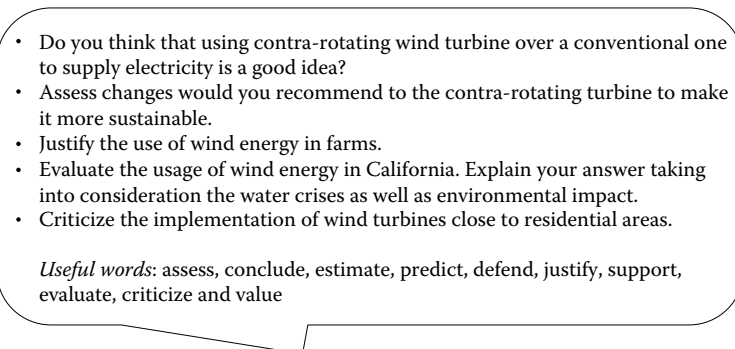 • Do you think that using contra-rotating wind turbine over a conventional one
to supply electricity is a good idea?
• Assess changes would you recommend to the contra-rotating turbine to make
it more sustainable.
• Justify the use of wind energy in farms.
• Evaluate the usage of wind energy in California. Explain your answer taking
into consideration the water crises as well as environmental impact.
• Criticize the implementation of wind turbines close to residential areas.
Useful words: assess, conclude, estimate, predict, defend, justify, support,
evaluate, criticize and value